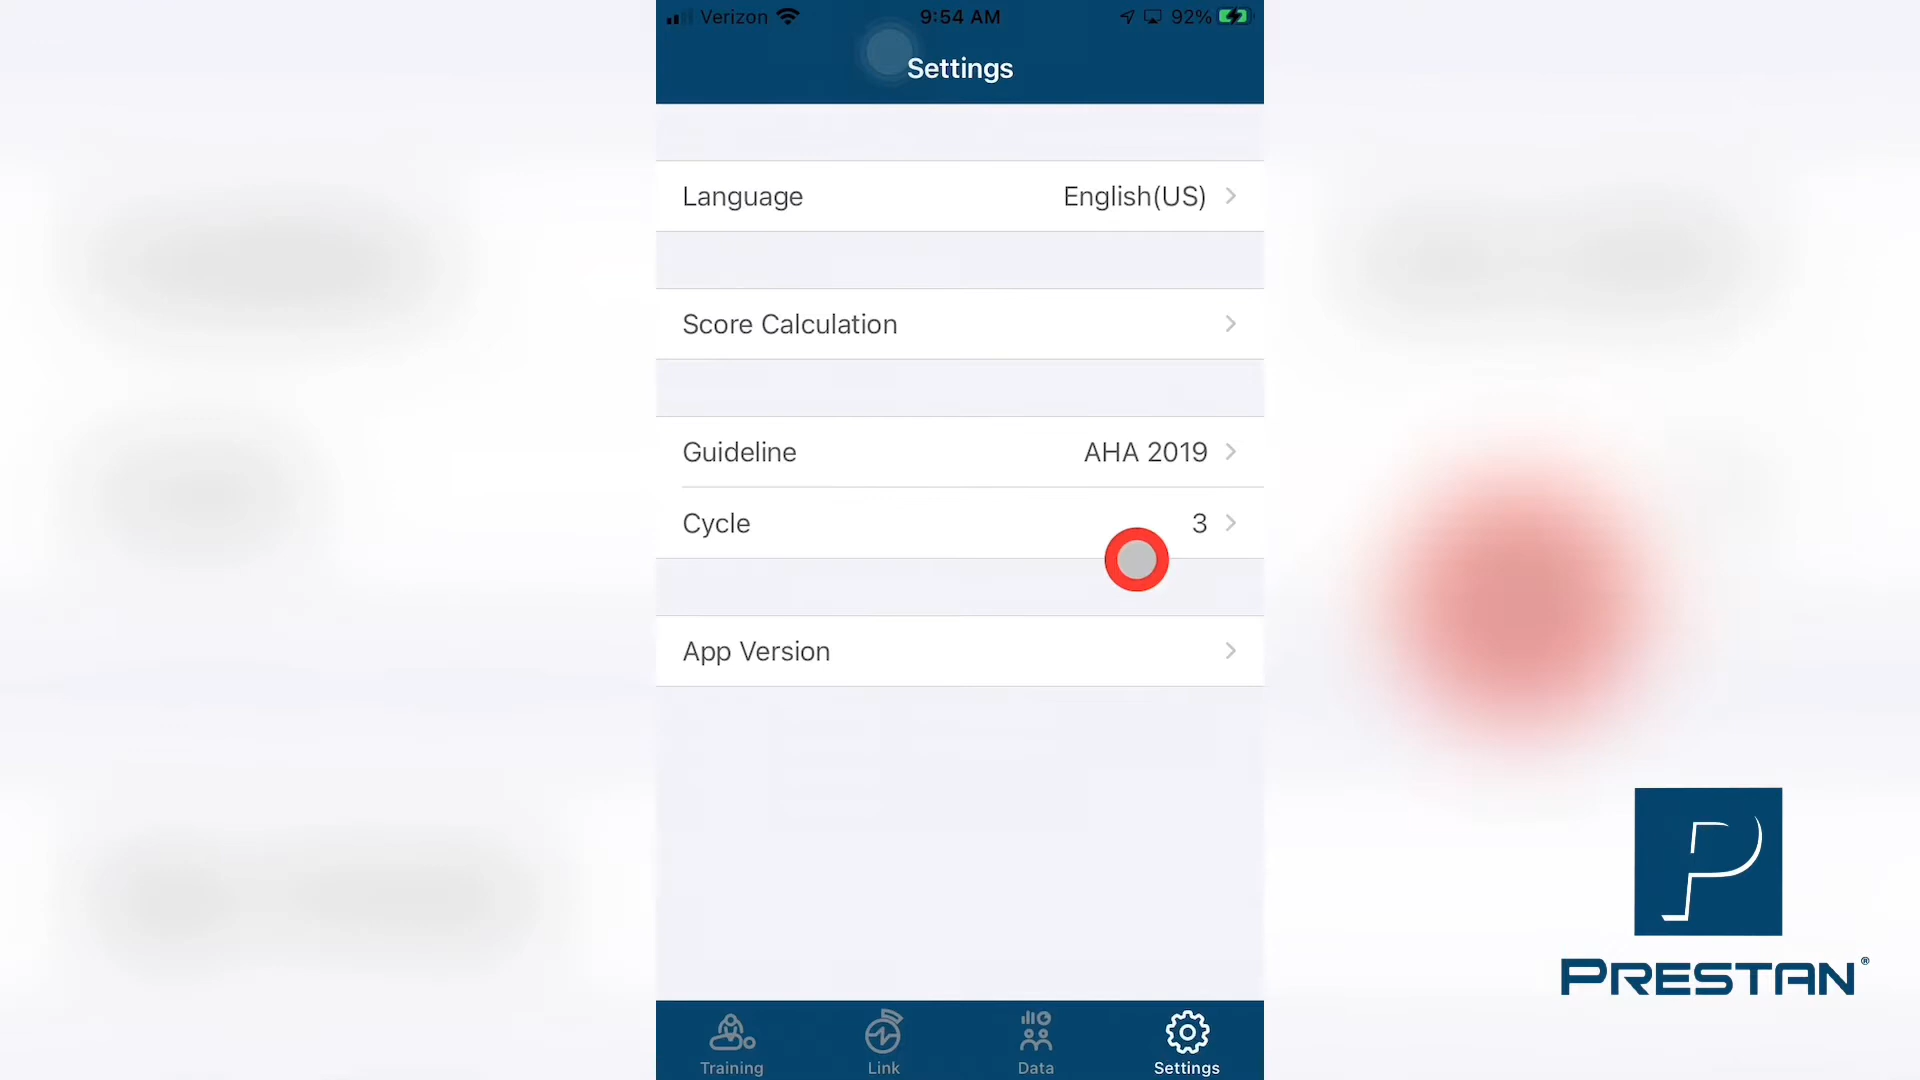 Verizon 9:54 AM 92%
Settings
Language English(US)
Score Calculation
Guideline AHA 2019
Cycle 3
App Version
P
PRESTAN®
Training Link Data Settings